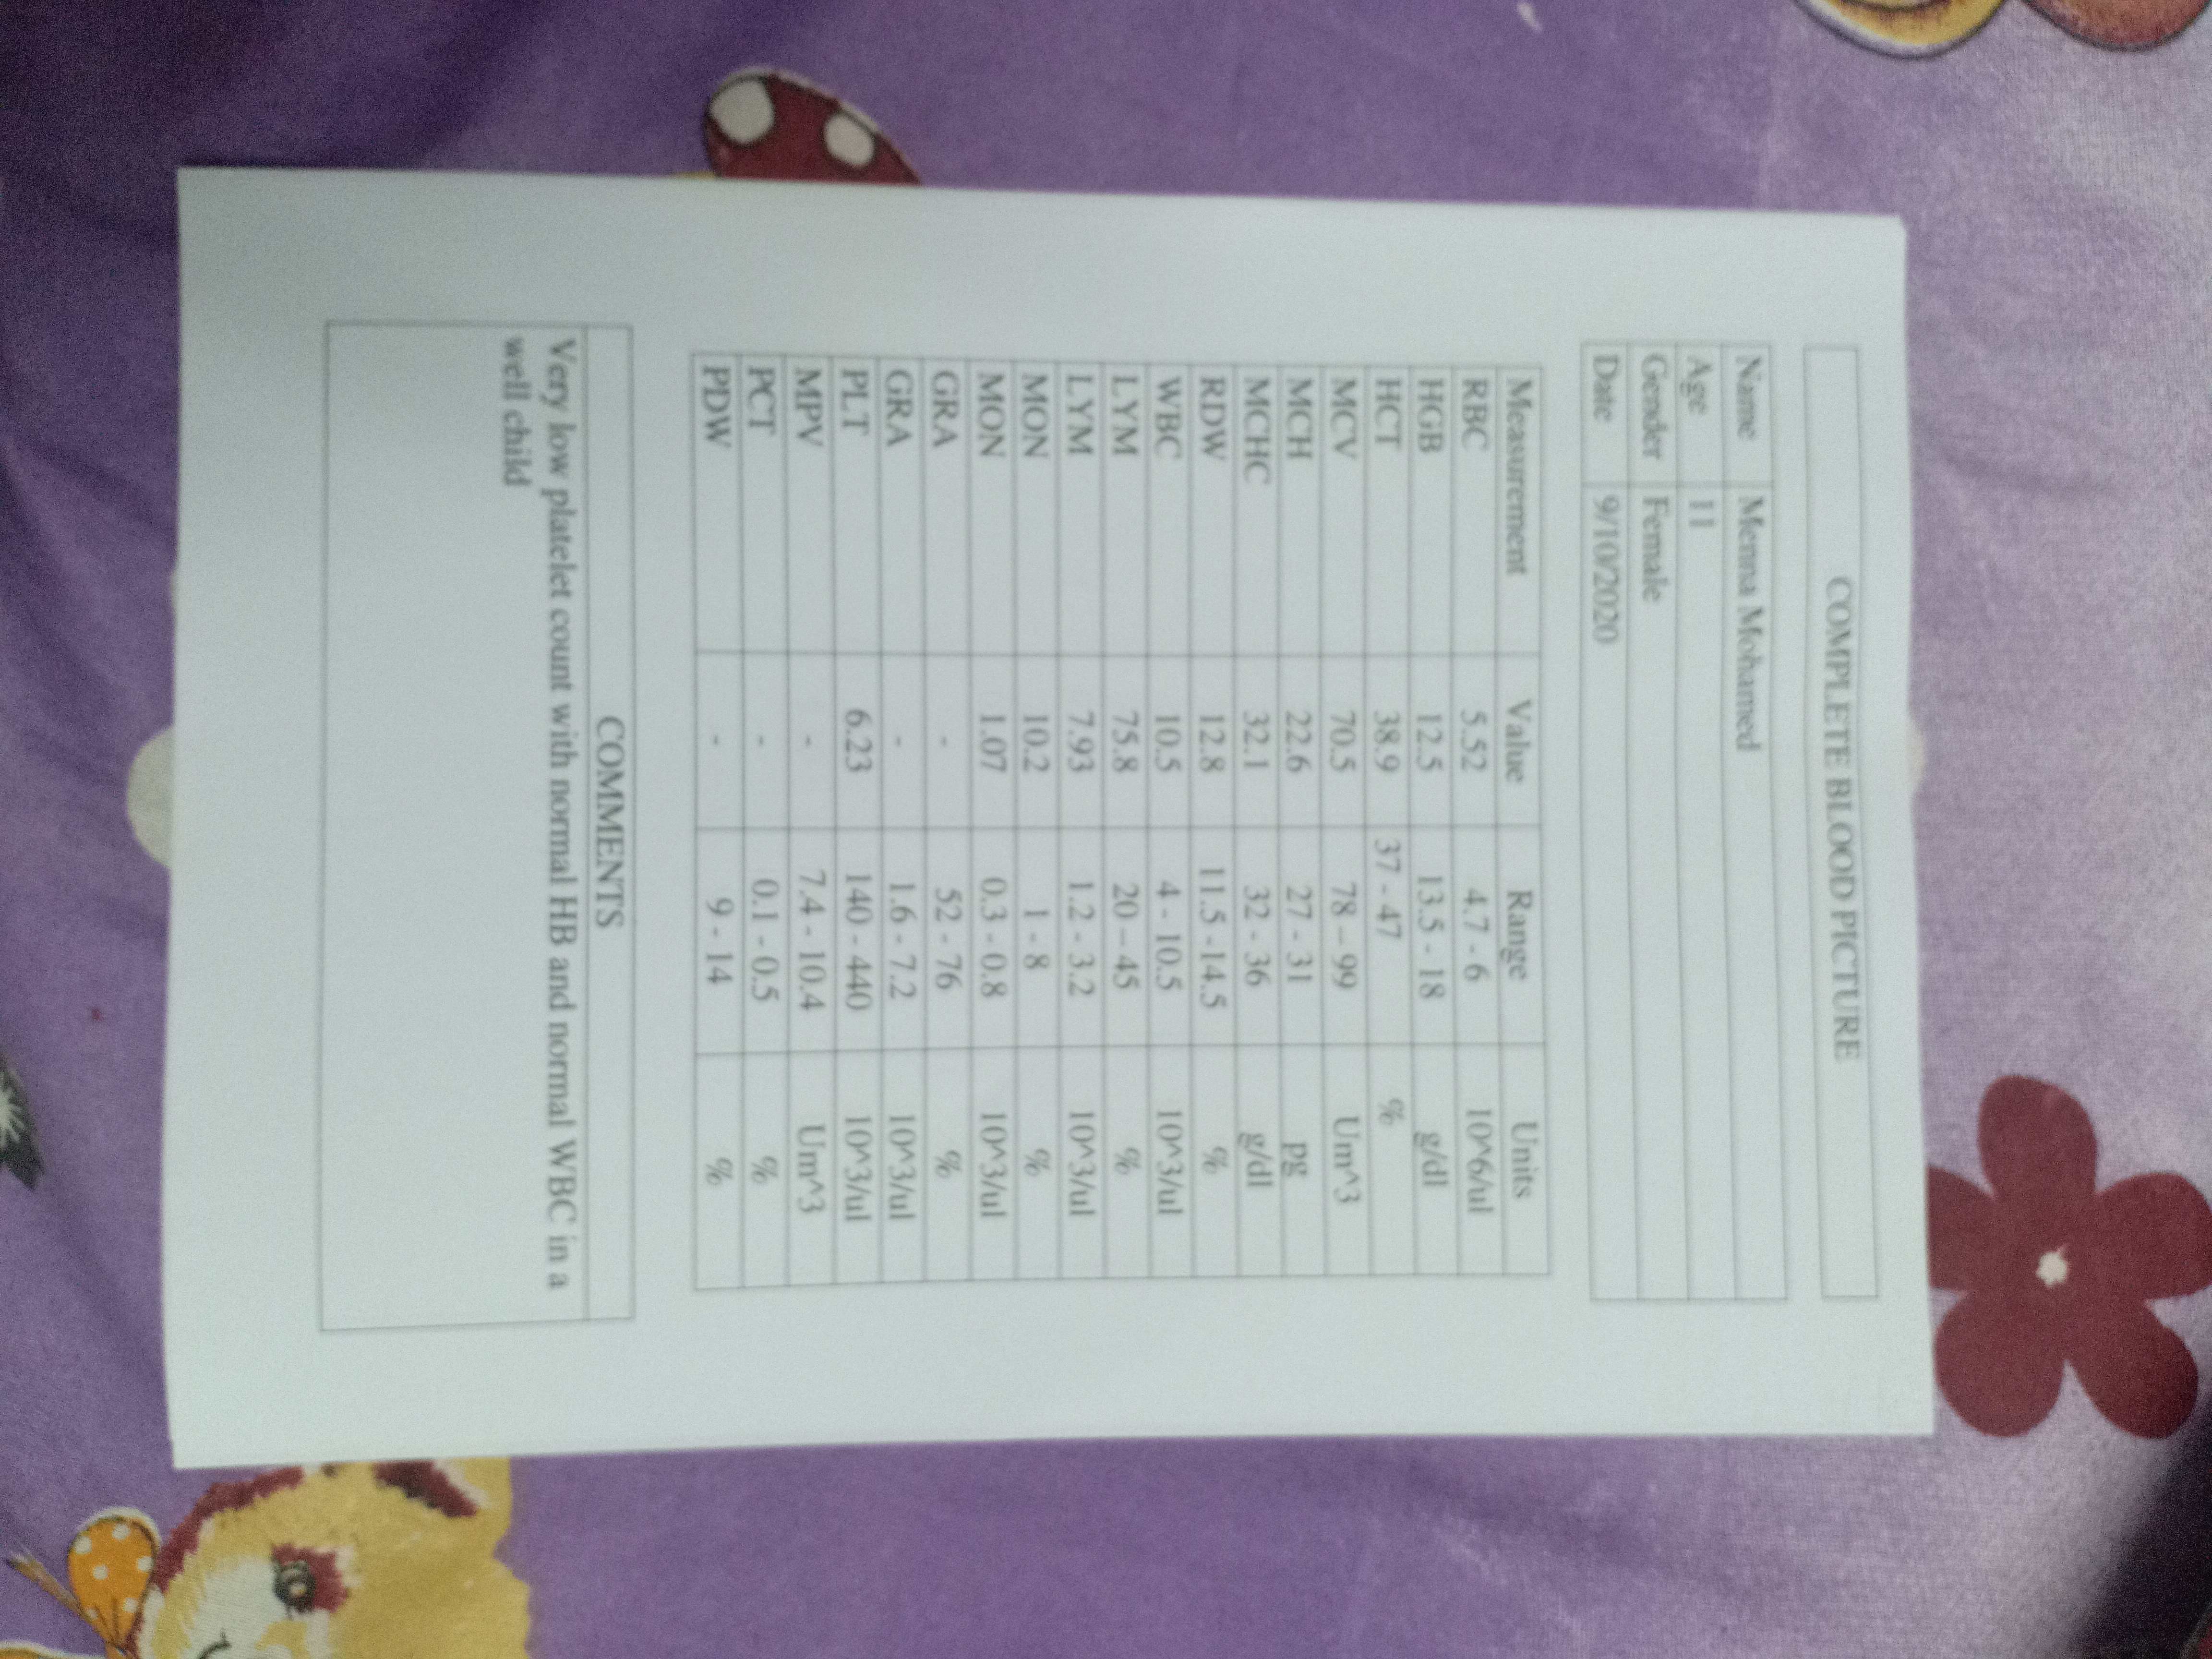 COMPLETE BLOOD PICTURE
Name Menna Mohamed
Age 11
Gender Female
Date 9/10/2020
Measurement Value Range Units
RBC 5.52 4.7 - 6 10^6/ul
HGB 12.5 13.5 - 18 g/dl
HCT 38.9 37 - 47 %
MCV 70.5 78 – 99 Um^3
MCH 22.6 27 - 31 pg
MCHC 32.1 32 - 36 g/dl
RDW 12.8 11.5 -14.5 %
WBC 10.5 4 - 10.5 10^3/ul
LYM 75.8 20 – 45 %
LYM 7.93 1.2 - 3.2 10^3/ul
MON 10.2 1 - 8 %
MON 1.07 0.3 - 0.8 10^3/ul
GRA - 52 - 76 %
GRA - 1.6 - 7.2 10^3/ul
PLT 6.23 140 - 440 10^3/ul
MPV - 7.4 - 10.4 Um^3
PCT - 0.1 - 0.5 %
PDW - 9 - 14 %
COMMENTS
Very low platelet count with normal HB and normal WBC in a
well child